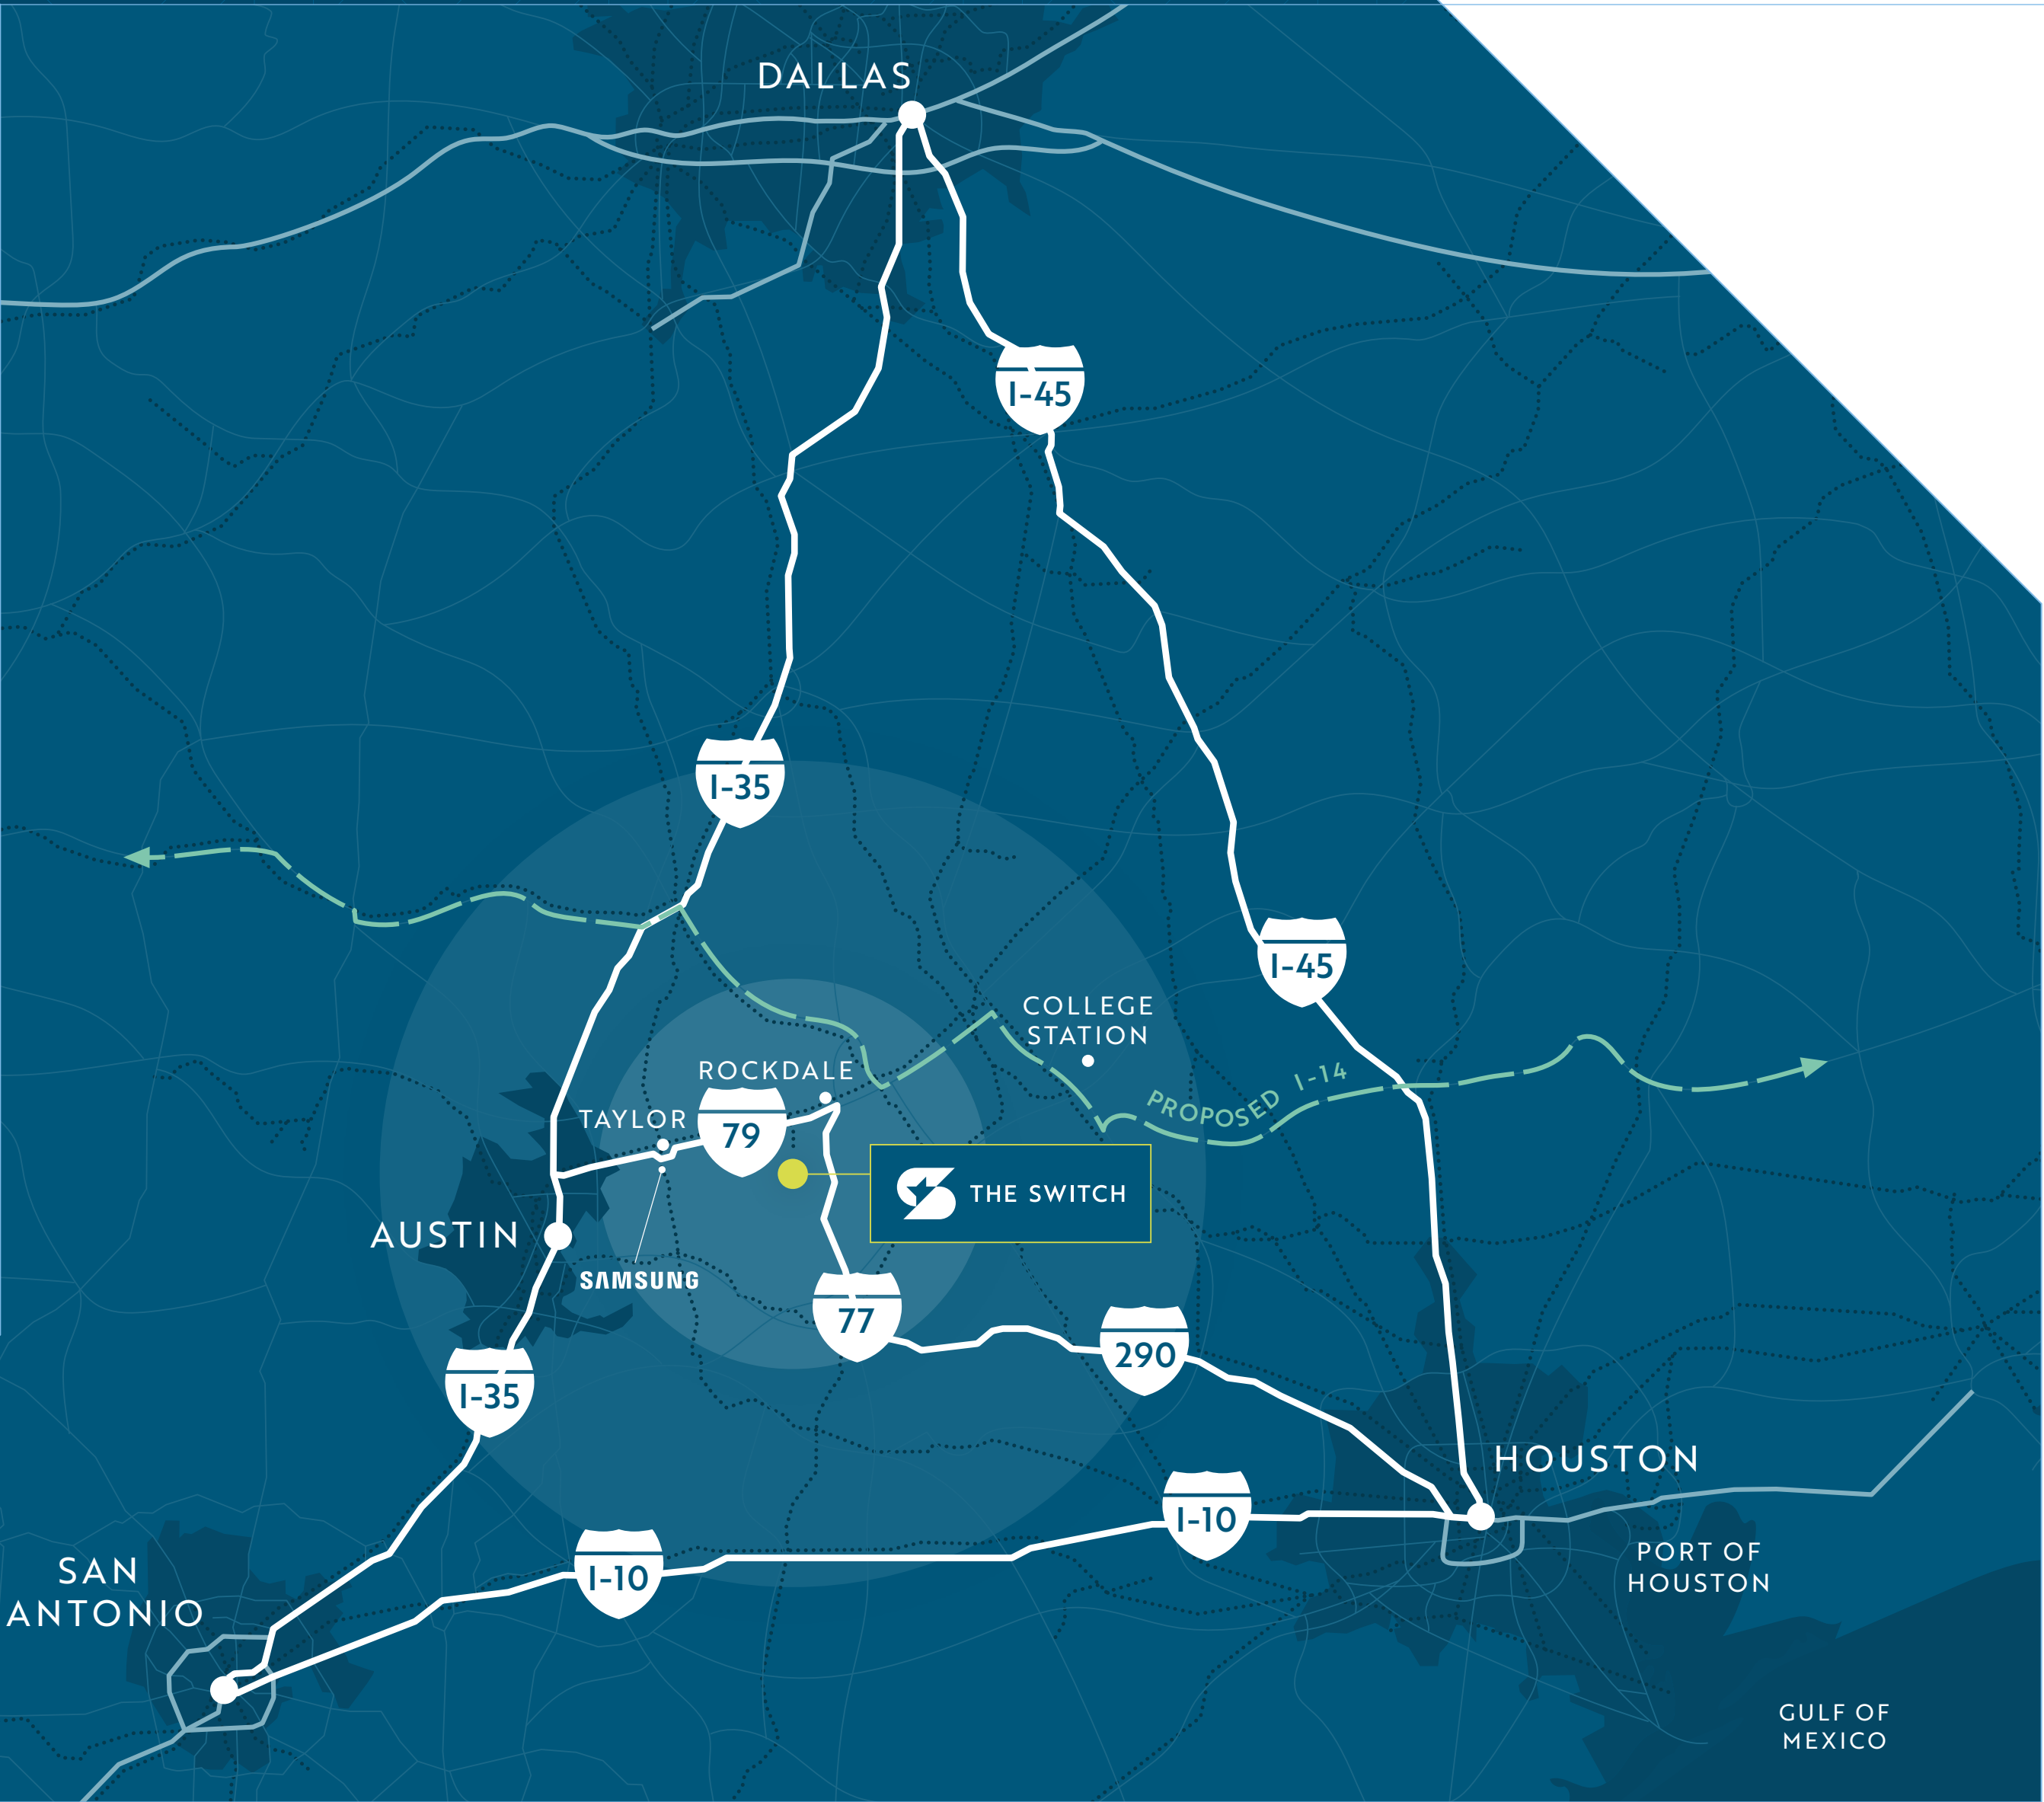 DALLAS
I-45
I-35
I-45
COLLEGE
STATION
ROCKDALE
PROPOSED I-14
TAYLOR
79
THE SWITCH
AUSTIN
SAMSUNG
77
290
I-35
HOUSTON
I-10
PORT OF
HOUSTON
SAN
ANTONIO
I-10
GULF OF
MEXICO